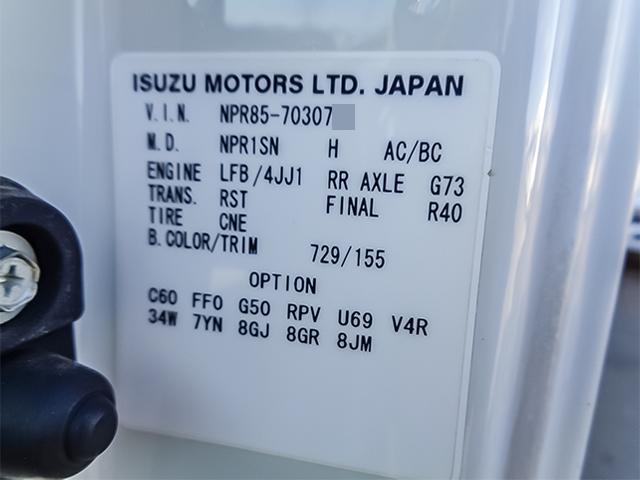 ISUZU MOTORS LTD. JAPAN
V.I.N. NPR85-70307
M.D. NPR1SN H AC/BC
ENGINE LFB/4JJ1 RR AXLE G73
TRANS. RST FINAL R40
TIRE CNE
B.COLOR/TRIM 729/155
OPTION
C60 FF0 G50 RPV U69 V4R
34W 7YN 8GJ 8GR 8JM